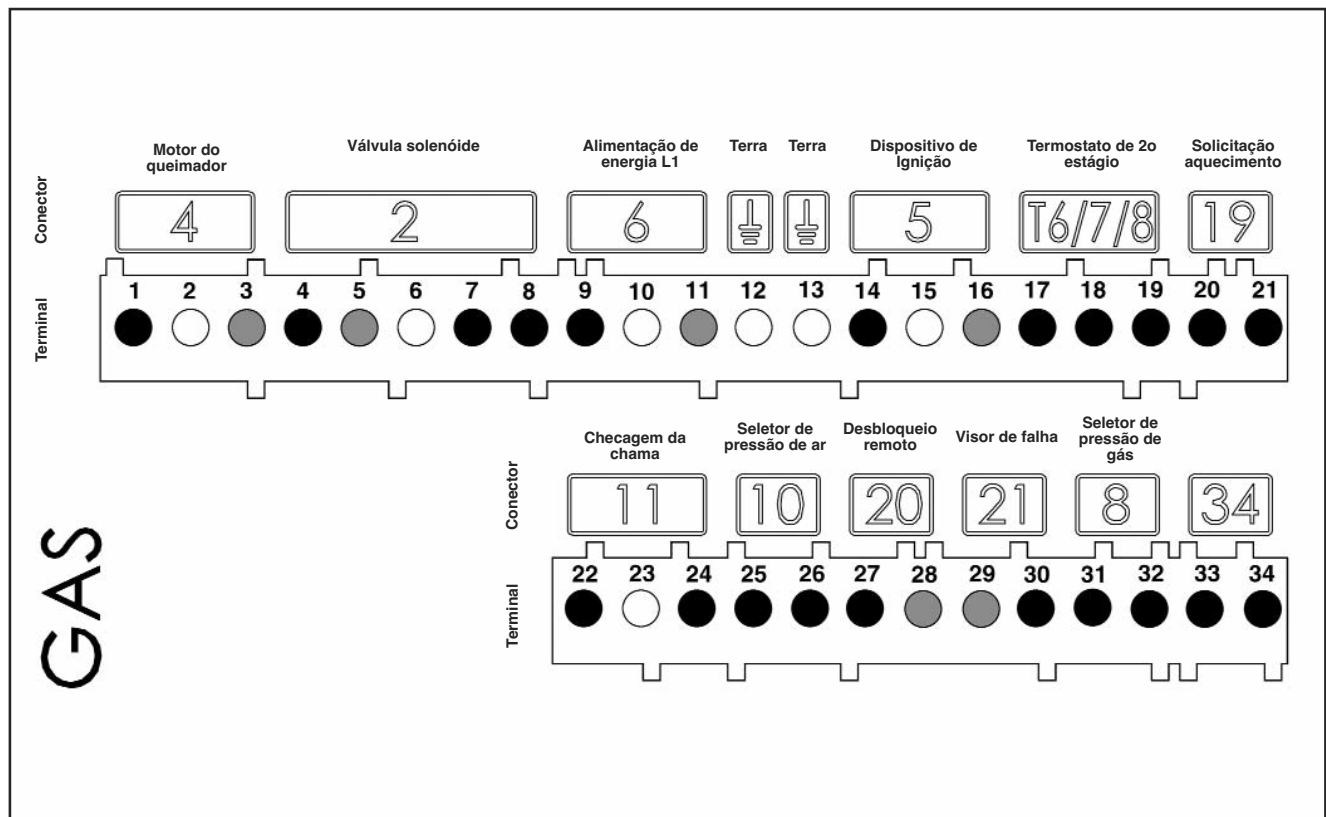 Motor do
queimador
Válvula solenóide
Alimentação de
energia L1
Terra
Terra
Dispositivo de
Ignição
Termostato de 2o
estágio
Solicitação
aquecimento
Conector
4
2
6
5
T6/7/8
19
Terminal
1 2 3 4 5 6 7 8 9 10 11 12 13 14 15 16 17 18 19 20 21
Checagem da
chama
Seletor de
pressão de ar
Desbloqueio
remoto
Visor de falha
Seletor de
pressão de
gás
Conector
11
10
20
21
8
34
Terminal
22 23 24 25 26 27 28 29 30 31 32 33 34
GAS